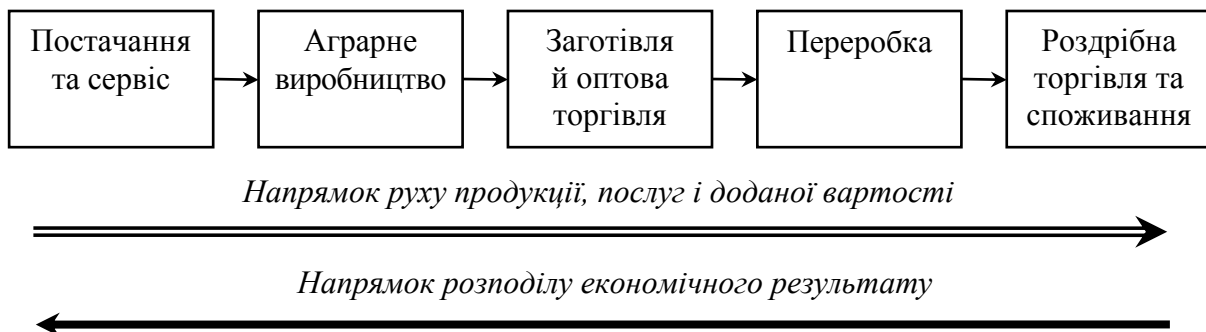 Постачання
та сервіс
Аграрне
виробництво
Заготівля
й оптова
торгівля
Переробка
Роздрібна
торгівля та
споживання
Напрямок руху продукції, послуг і доданої вартості
Напрямок розподілу економічного результату